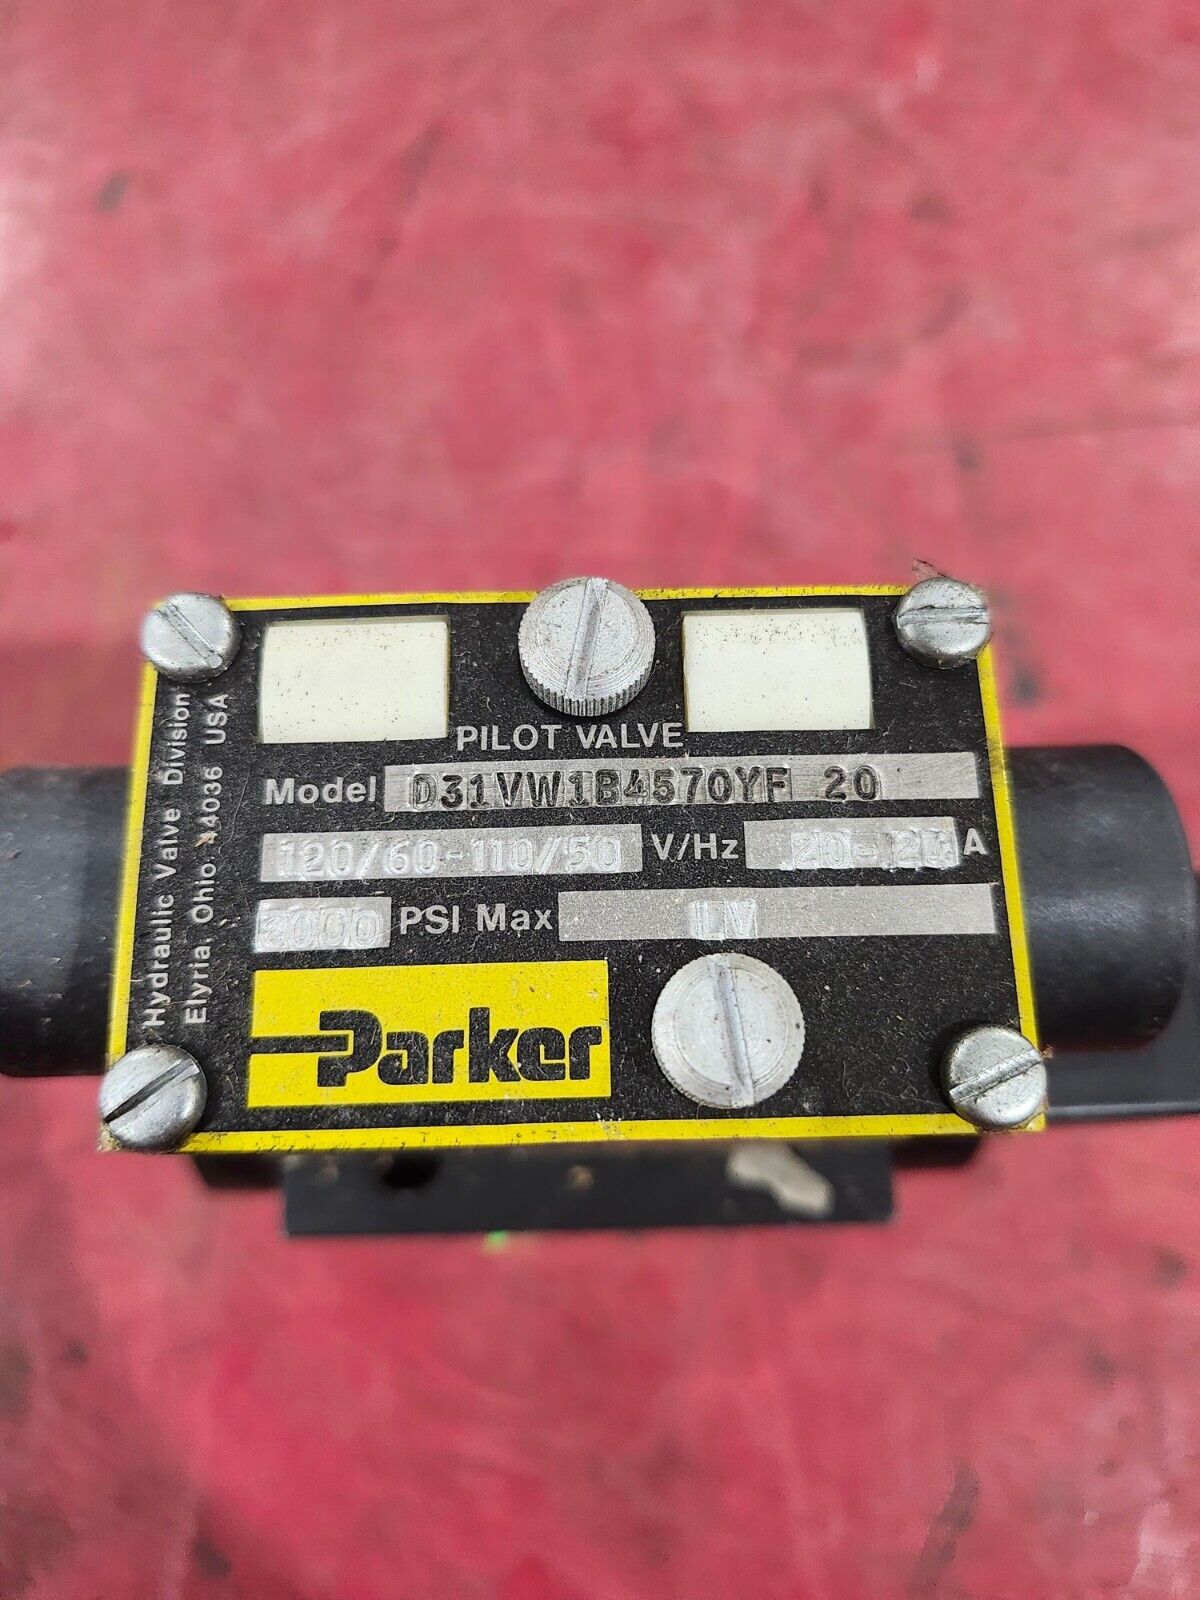 PILOT VALVE
Model D31VW1B4570YF 20
120/60-110/50 V/Hz A
PSI Max
Parker
Hydraulic Valve Division
Elyria, Ohio 44036 USA